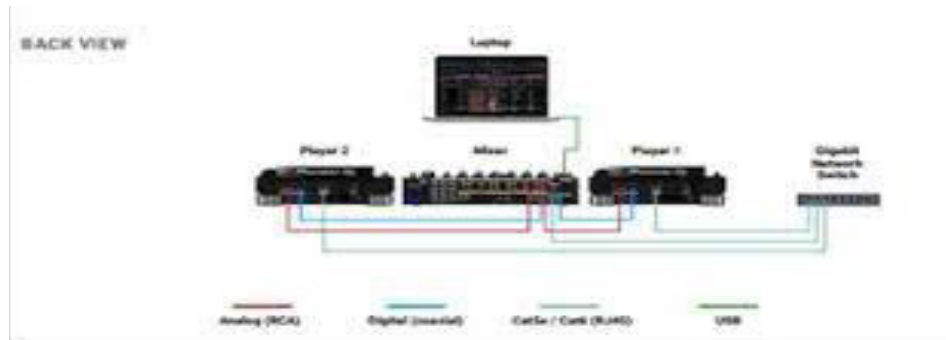 BACK VIEW
Laptop
Player 2
Mixer
Player 1
Gigabit
Network
Switch
Analog (RCA)
Digital (coaxial)
Cat5e / Cat6 (RJ45)
USB